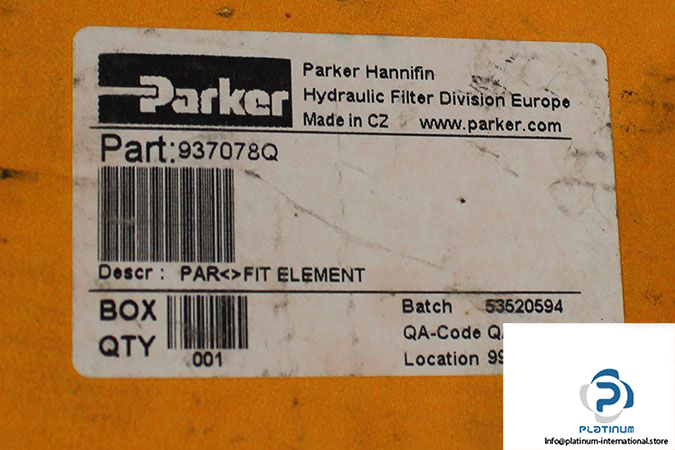 Parker
Parker Hannifin
Hydraulic Filter Division Europe
Made in CZ www.parker.com
Part: 937078Q
Descr : PAR<>FIT ELEMENT
BOX
QTY
001
Batch 53520594
QA-Code
Location
PLATINUM
Info@platinum-international.store